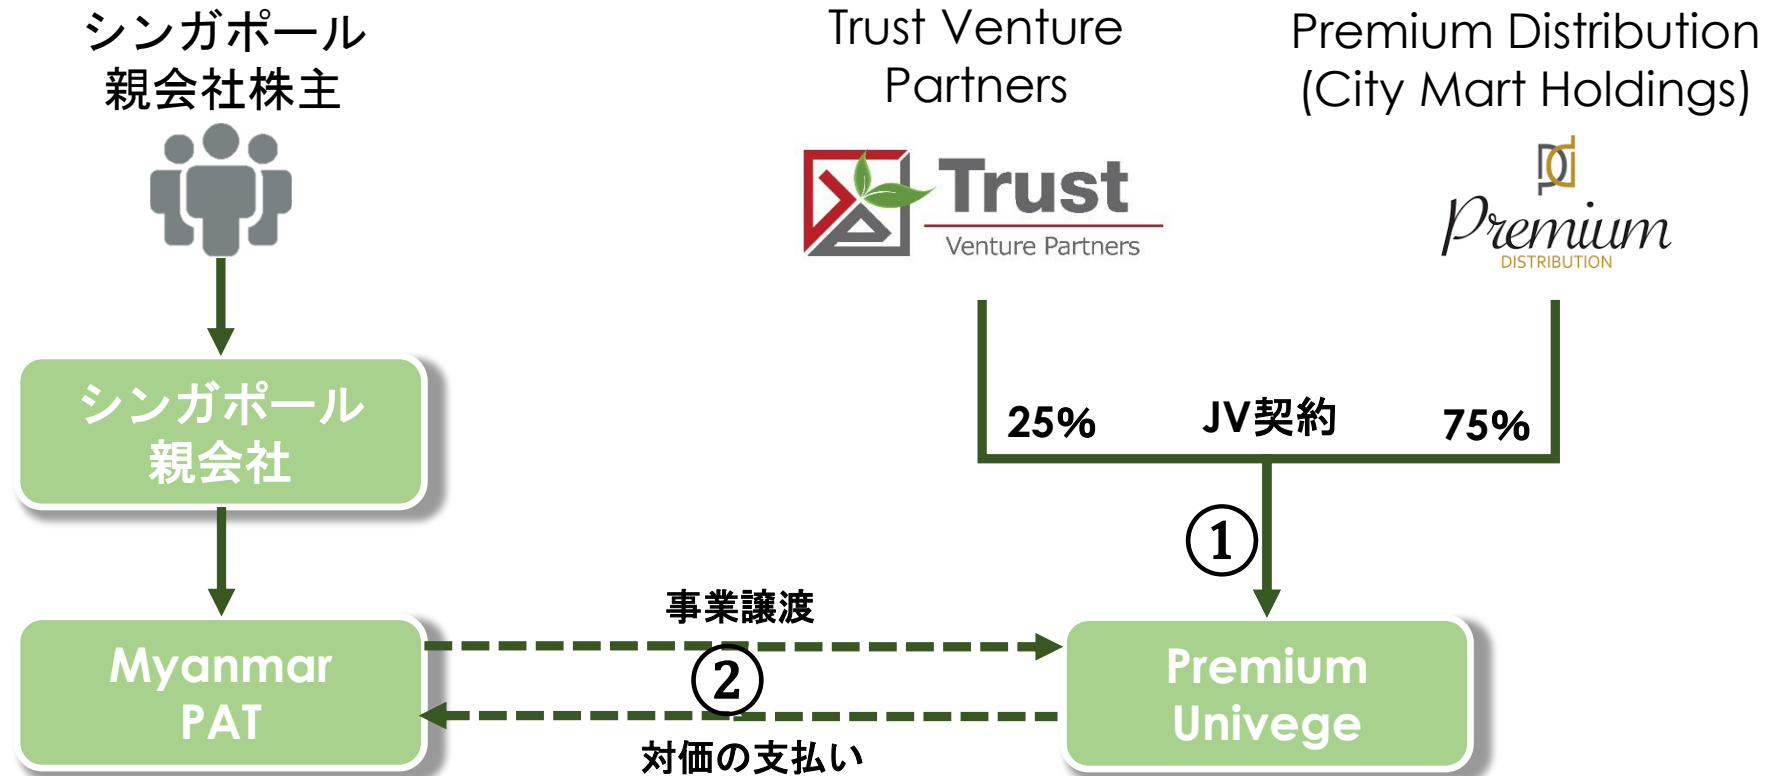 シンガポール
親会社株主
Trust Venture
Partners
Premium Distribution
(City Mart Holdings)
Trust
Venture Partners
pd
Premium
DISTRIBUTION
シンガポール
親会社
25%
JV契約
75%
①
事業譲渡
②
対価の支払い
Myanmar
PAT
Premium
Univege